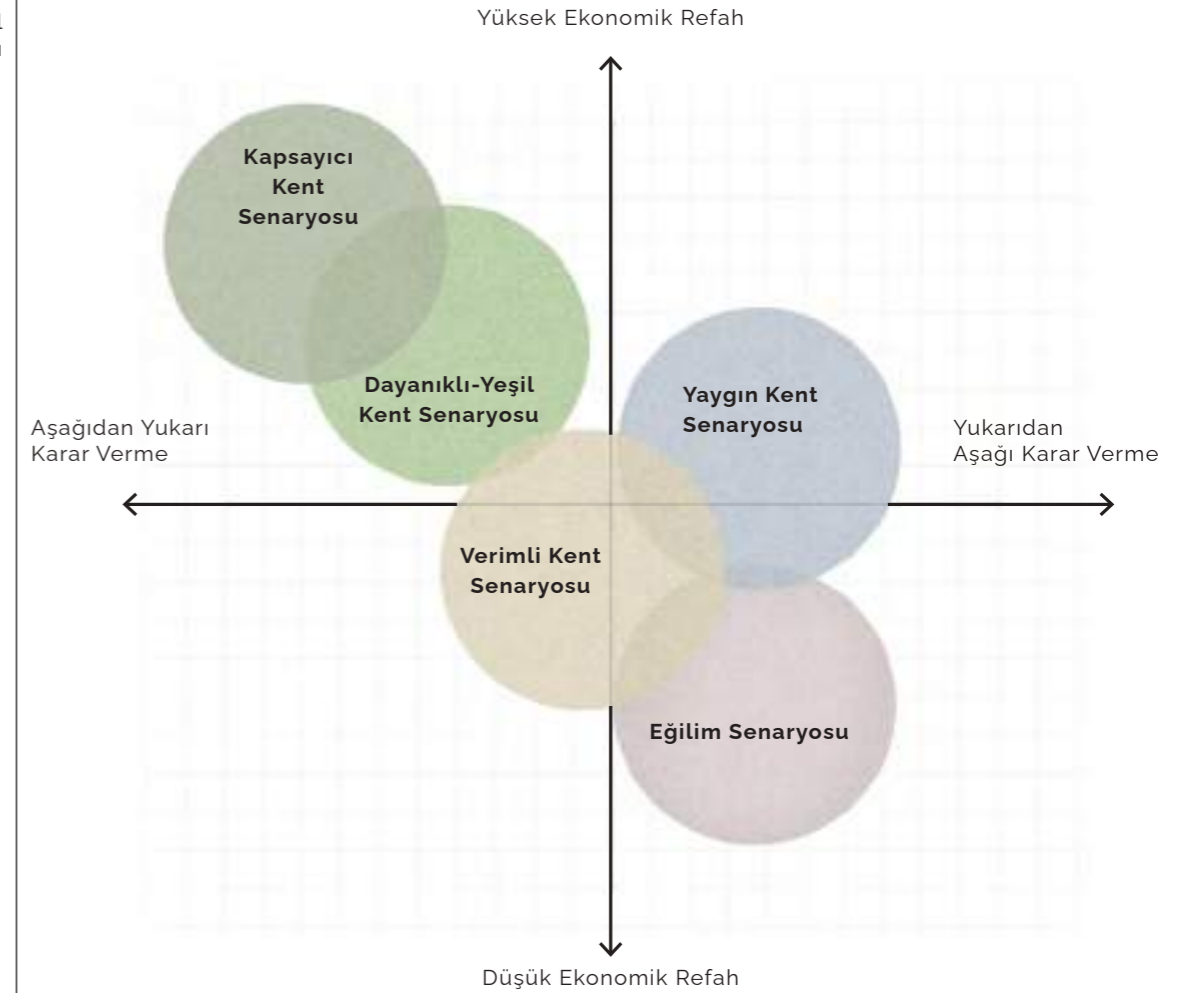 Yüksek Ekonomik Refah
Kapsayıcı
Kent
Senaryosu
Dayanıklı-Yeşil
Kent Senaryosu
Yaygın Kent
Senaryosu
Aşağıdan Yukarı
Karar Verme
Yukarıdan
Aşağı Karar Verme
Verimli Kent
Senaryosu
Eğilim Senaryosu
Düşük Ekonomik Refah